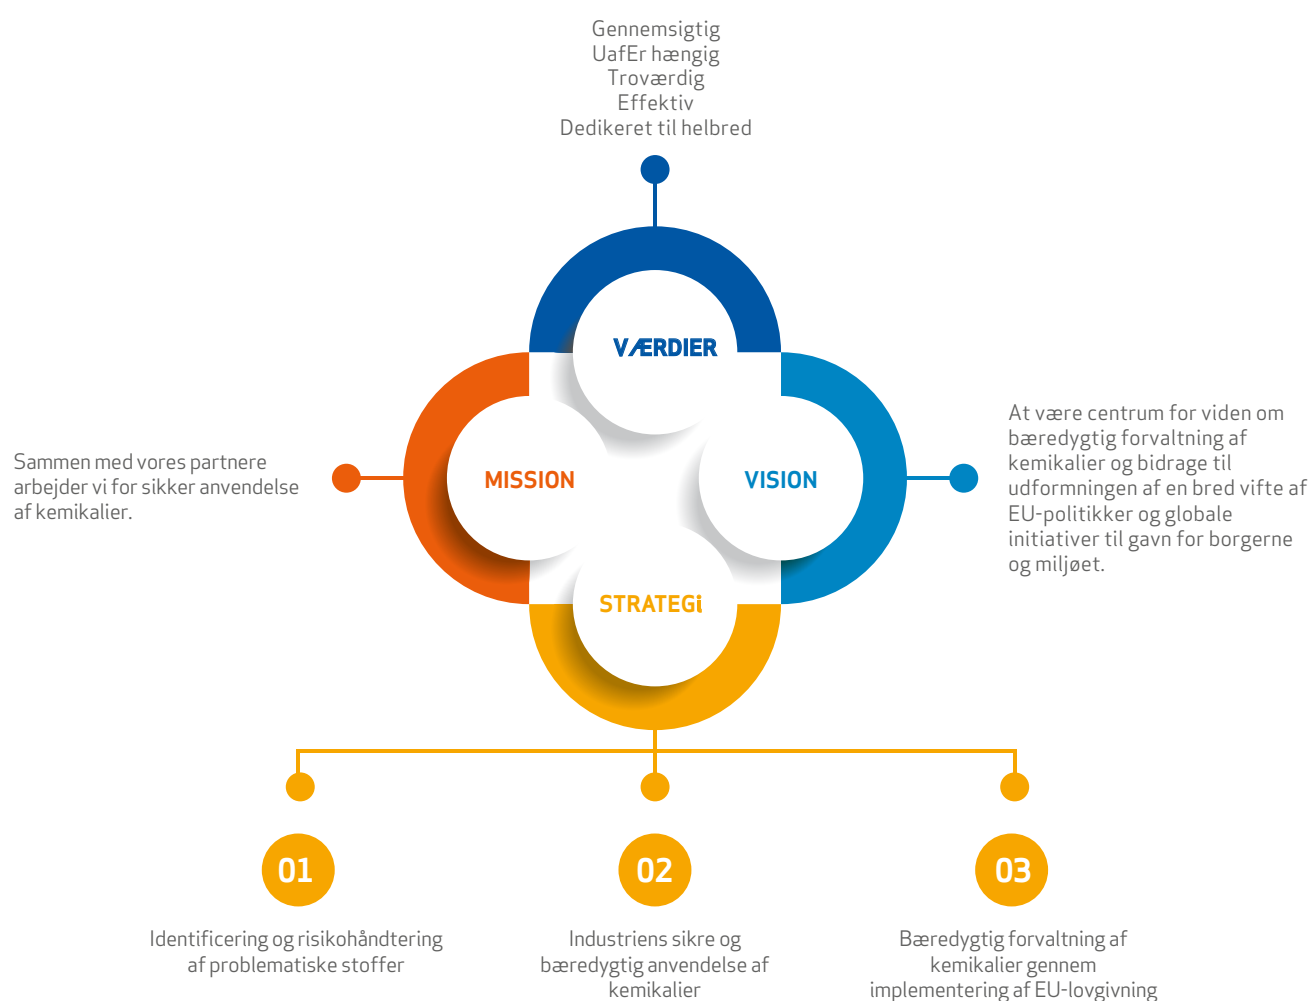 Gennemsigtig
UafEr hængig
Troværdig
Effektiv
Dedikeret til helbred
VÆRDIER
Sammen med vores partnere
arbejder vi for sikker anvendelse
af kemikalier.
MISSION
VISION
At være centrum for viden om
bæredygtig forvaltning af
kemikalier og bidrage til
udformningen af en bred vifte af
EU-politikker og globale
initiativer til gavn for borgerne
og miljøet.
STRATEGi
01
Identificering og risikohåndtering
af problematiske stoffer
02
Industriens sikre og
bæredygtig anvendelse af
kemikalier
03
Bæredygtig forvaltning af
kemikalier gennem
implementering af EU-lovgivning